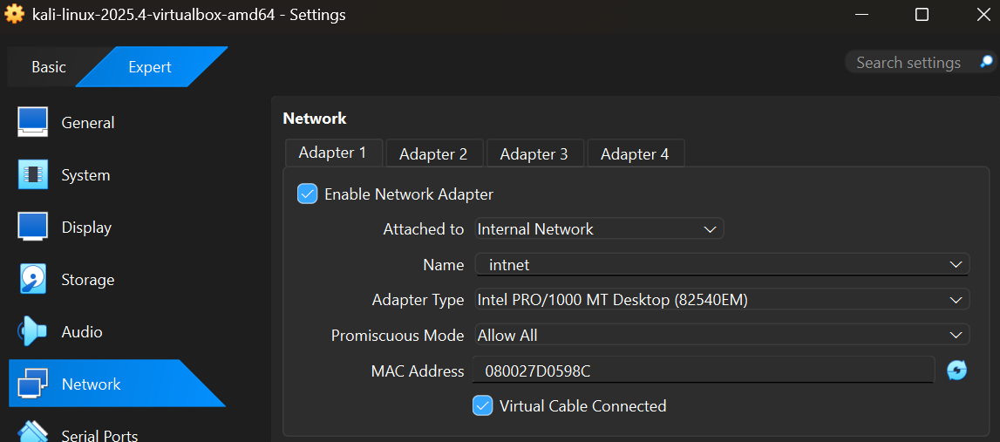 kali-linux-2025.4-virtualbox-amd64 - Settings
Basic Expert Search settings
General
System
Display
Storage
Audio
Network
Serial Ports
Network
Adapter 1 Adapter 2 Adapter 3 Adapter 4
Enable Network Adapter
Attached to Internal Network
Name intnet
Adapter Type Intel PRO/1000 MT Desktop (82540EM)
Promiscuous Mode Allow All
MAC Address 080027D0598C
Virtual Cable Connected